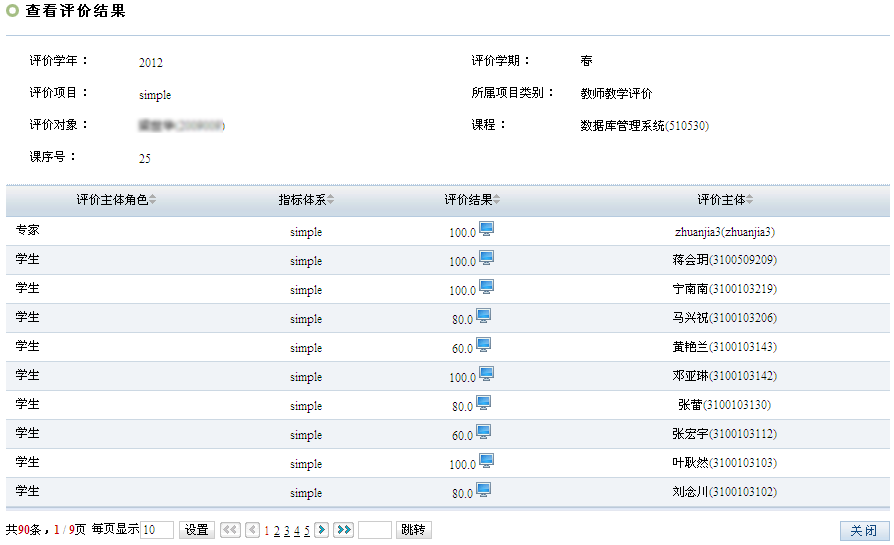 查看评价结果
评价学年： 2012 评价学期： 春
评价项目： simple 所属项目类别： 教师教学评价
评价对象： 课程： 数据库管理系统(510530)
课序号： 25
评价主体角色 指标体系 评价结果 评价主体
专家 simple 100.0 zhuanjia3(zhuanjia3)
学生 simple 100.0 蒋会玥(3100509209)
学生 simple 100.0 宁南南(3100103219)
学生 simple 80.0 马兴祝(3100103206)
学生 simple 60.0 黄艳兰(3100103143)
学生 simple 100.0 邓亚琳(3100103142)
学生 simple 80.0 张蕾(3100103130)
学生 simple 60.0 张宏宇(3100103112)
学生 simple 100.0 叶耿然(3100103103)
学生 simple 80.0 刘念川(3100103102)
共90条，1 / 9页 每页显示 10 设置 1 2 3 4 5 跳转 关闭